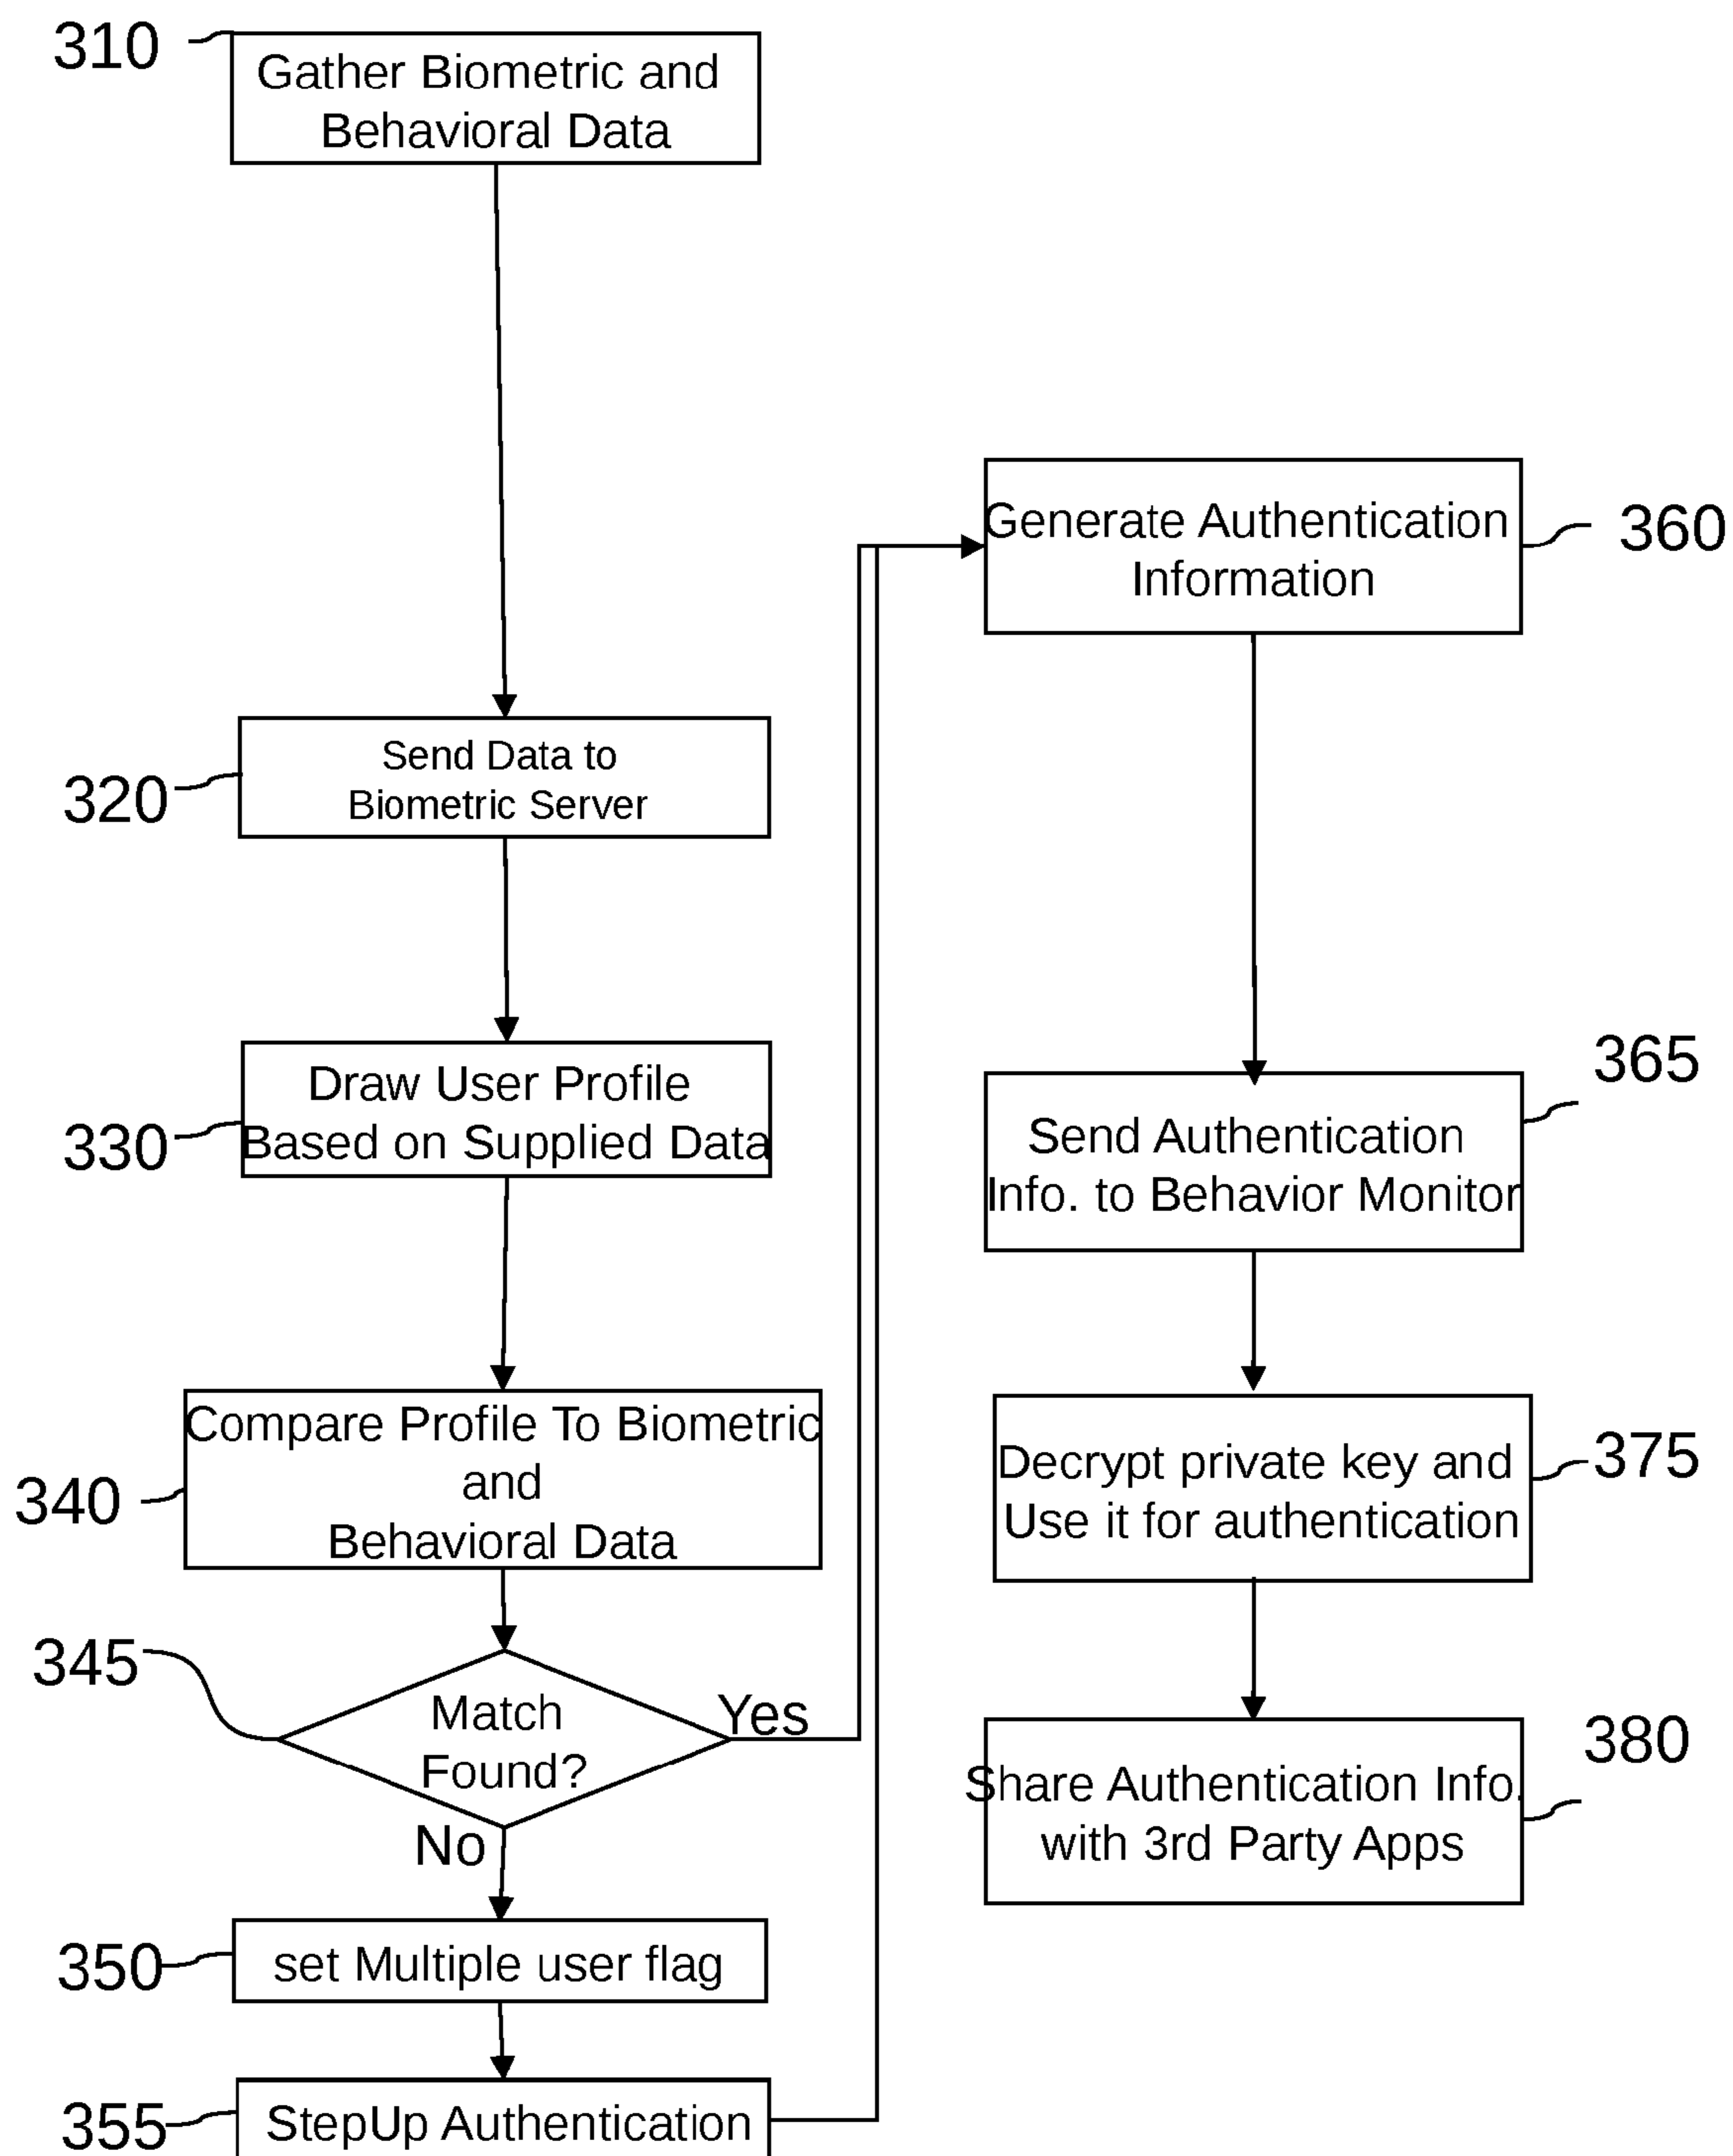 310
Gather Biometric and
Behavioral Data
320
Send Data to
Biometric Server
330
Draw User Profile
Based on Supplied Data
340
Compare Profile To Biometric
and
Behavioral Data
345
Match
Found?
Yes
No
350
set Multiple user flag
355
StepUp Authentication
Generate Authentication
Information
360
365
Send Authentication
Info. to Behavior Monitor
Decrypt private key and
Use it for authentication
375
380
Share Authentication Info.
with 3rd Party Apps